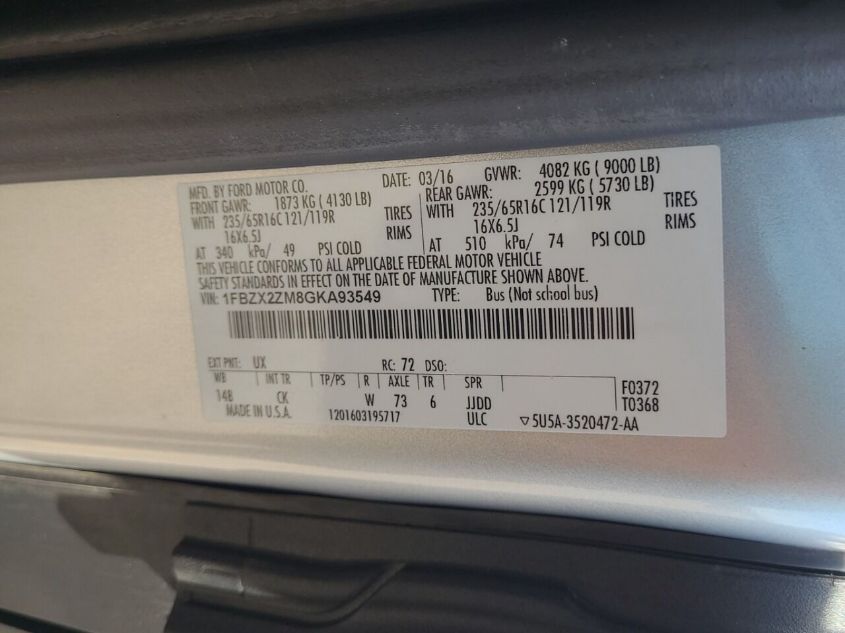 MFD. BY FORD MOTOR CO. DATE: 03/16 GVWR: 4082 KG ( 9000 LB)
FRONT GAWR: 1873 KG ( 4130 LB) REAR GAWR: 2599 KG ( 5730 LB)
WITH 235/65R16C 121/119R TIRES WITH 235/65R16C 121/119R TIRES
16X6.5J RIMS 16X6.5J RIMS
AT 340 kPa/ 49 PSI COLD AT 510 kPa/ 74 PSI COLD
THIS VEHICLE CONFORMS TO ALL APPLICABLE FEDERAL MOTOR VEHICLE
SAFETY STANDARDS IN EFFECT ON THE DATE OF MANUFACTURE SHOWN ABOVE.
VIN: 1FBZX2ZM8GKA93549 TYPE: Bus (Not school bus)
EXT PNT: UX RC: 72 DSO:
WB INT TR TP/PS R AXLE TR SPR F0372
148 CK W 73 6 JJDD T0368
MADE IN U.S.A. 1201603195717 ULC ▽5U5A-3520472-AA